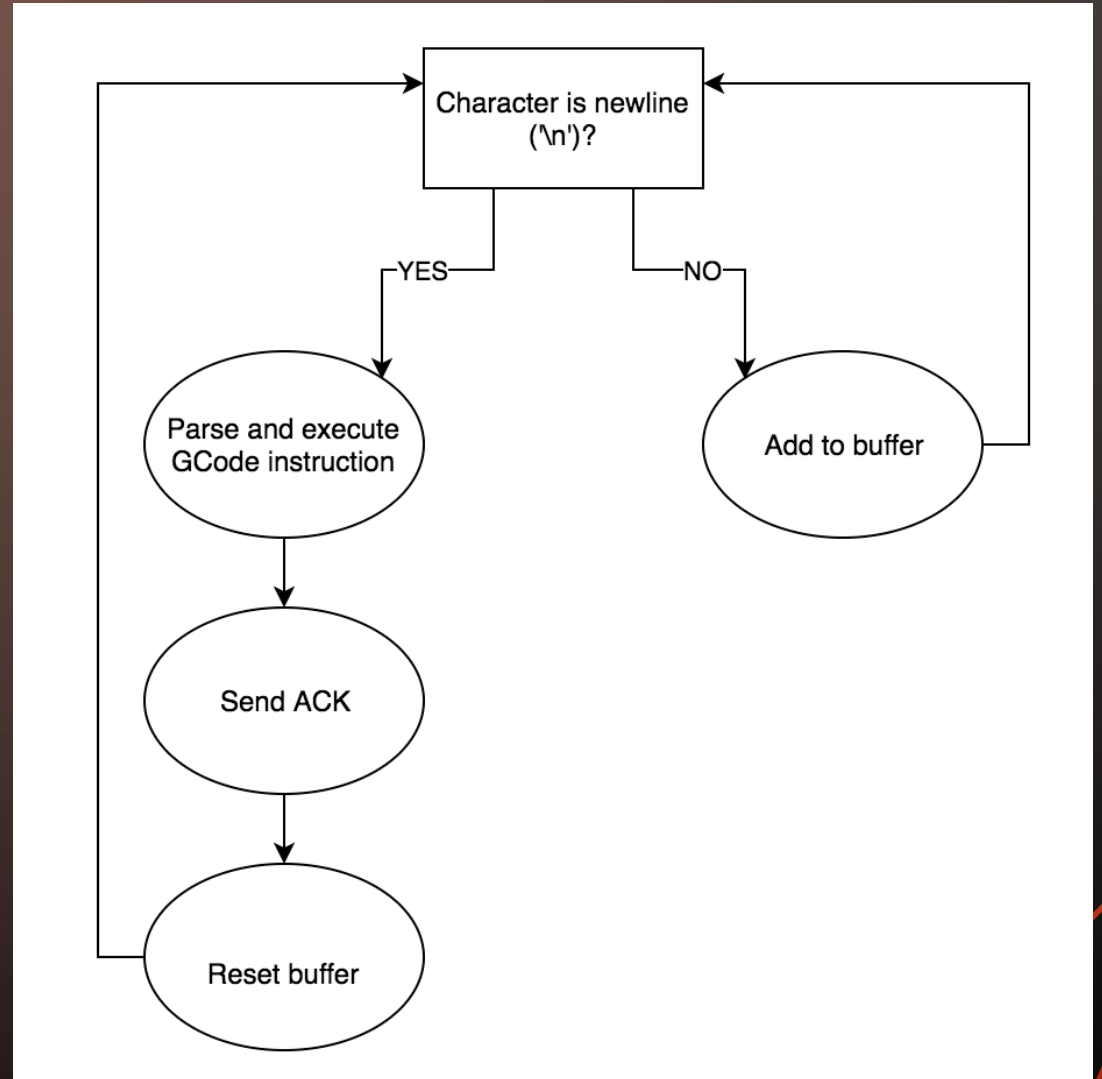 Character is newline
('\n')?
YES
NO
Parse and execute
GCode instruction
Add to buffer
Send ACK
Reset buffer